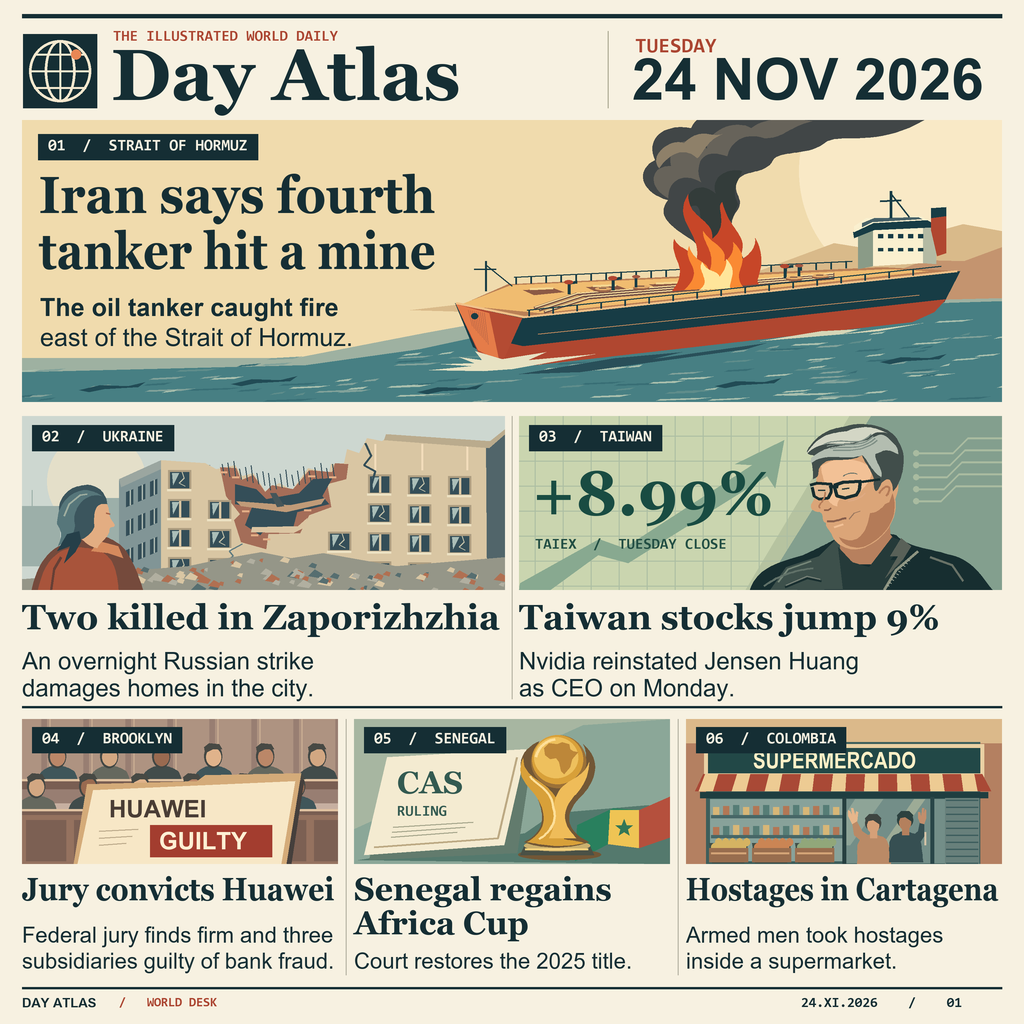 THE ILLUSTRATED WORLD DAILY
Day Atlas
TUESDAY
24 NOV 2026
01 / STRAIT OF HORMUZ
Iran says fourth
tanker hit a mine
The oil tanker caught fire
east of the Strait of Hormuz.
02 / UKRAINE
Two killed in Zaporizhzhia
An overnight Russian strike
damages homes in the city.
03 / TAIWAN
+8.99%
TAIEX / TUESDAY CLOSE
Taiwan stocks jump 9%
Nvidia reinstated Jensen Huang
as CEO on Monday.
04 / BROOKLYN
HUAWEI
GUILTY
Jury convicts Huawei
Federal jury finds firm and three
subsidiaries guilty of bank fraud.
05 / SENEGAL
CAS
RULING
Senegal regains
Africa Cup
Court restores the 2025 title.
06 / COLOMBIA
SUPERMERCADO
Hostages in Cartagena
Armed men took hostages
inside a supermarket.
DAY ATLAS / WORLD DESK
24.XI.2026 / 01